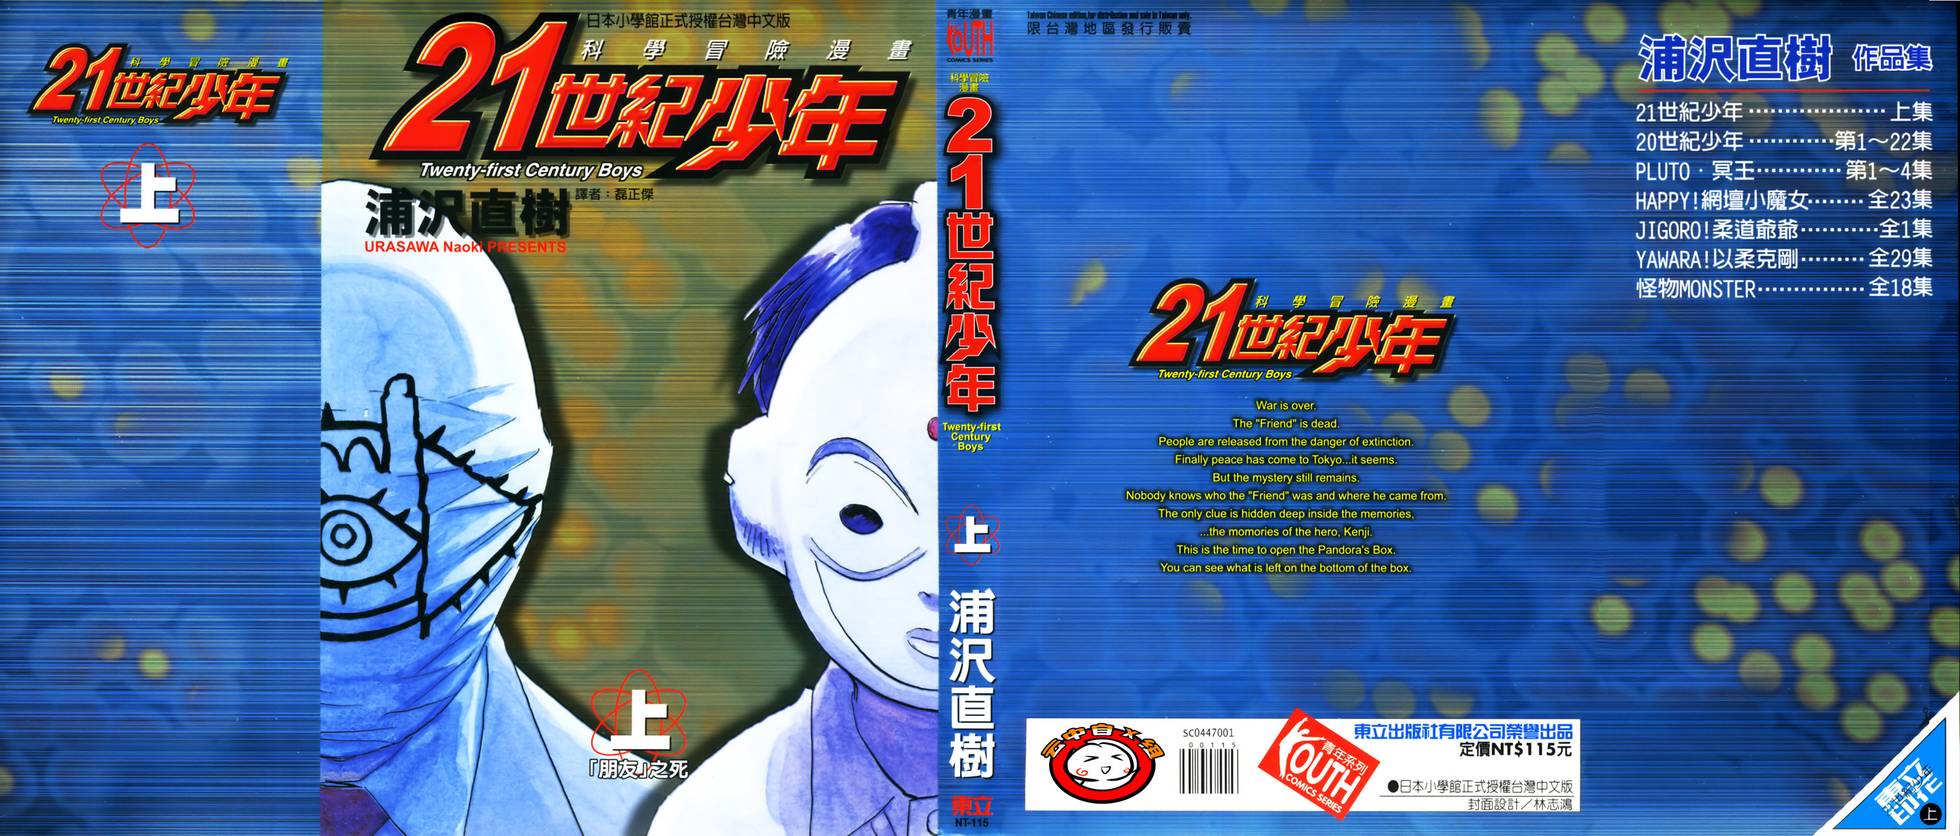 科學冒險漫畫
21世紀少年
Twenty-first Century Boys
上
日本小學館正式授權台灣中文版
科學冒險漫畫
21世紀少年
Twenty-first Century Boys
浦沢直樹
譯者：磊正傑
URASAWA Naoki PRESENTS
上
「朋友」之死
青年漫畫
YOUTH
COMICS SERIES
科學冒險
漫畫
21世紀少年
Twenty-first
Century
Boys
上
浦沢直樹
東立
NT-115
Taiwan Chinese edition,for distribution and sale in Taiwan only.
限台灣地區發行販賣
浦沢直樹 作品集
21世紀少年 ⋯⋯⋯⋯⋯⋯ 上集
20世紀少年 ⋯⋯⋯⋯第1～22集
PLUTO‧冥王⋯⋯⋯⋯ 第1～4集
HAPPY!網壇小魔女⋯⋯⋯ 全23集
JIGORO!柔道爺爺⋯⋯⋯⋯全1集
YAWARA!以柔克剛⋯⋯⋯ 全29集
怪物MONSTER⋯⋯⋯⋯⋯ 全18集
科學冒險漫畫
21世紀少年
Twenty-first Century Boys
War is over.
The "Friend" is dead.
People are released from the danger of extinction.
Finally peace has come to Tokyo...it seems.
But the mystery still remains.
Nobody knows who the "Friend" was and where he came from.
The only clue is hidden deep inside the memories,
...the momories of the hero, Kenji.
This is the time to open the Pandora's Box.
You can see what is left on the bottom of the box.
SC0447001
00115
青年系列
YOUTH
COMICS SERIES
東立出版社有限公司榮譽出品
定價NT$115元
●日本小學館正式授權台灣中文版
封面設計／林志鴻
東立
印花
上